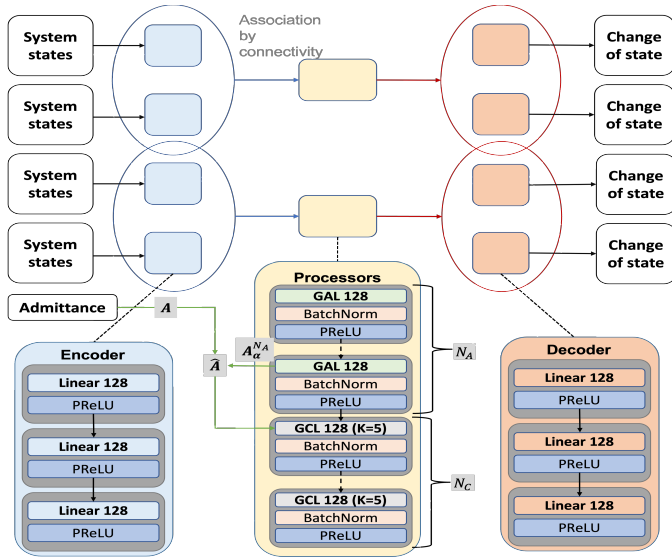 System
states
System
states
System
states
System
states
Association
by
connectivity
Change
of state
Change
of state
Change
of state
Change
of state
Admittance
A
Â
A_α^{N_A}
Encoder
Linear 128
PReLU
Linear 128
PReLU
Linear 128
PReLU
Processors
GAL 128
BatchNorm
PReLU
GAL 128
BatchNorm
PReLU
GCL 128 (K=5)
BatchNorm
PReLU
GCL 128 (K=5)
BatchNorm
PReLU
N_A
N_C
Decoder
Linear 128
PReLU
Linear 128
PReLU
Linear 128
PReLU